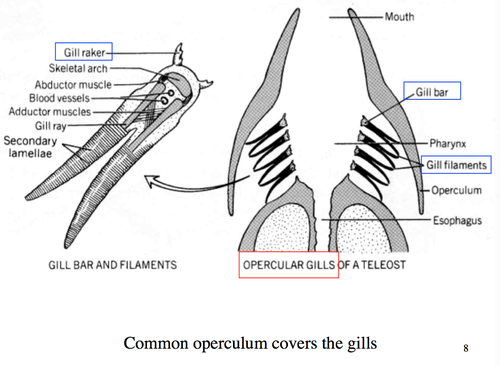 Gill raker
Skeletal arch
Abductor muscle
Blood vessels
Adductor muscles
Gill ray
Secondary
lamellae
GILL BAR AND FILAMENTS
Mouth
Gill bar
Pharynx
Gill filaments
Operculum
Esophagus
OPERCULAR GILLS OF A TELEOST
Common operculum covers the gills
8